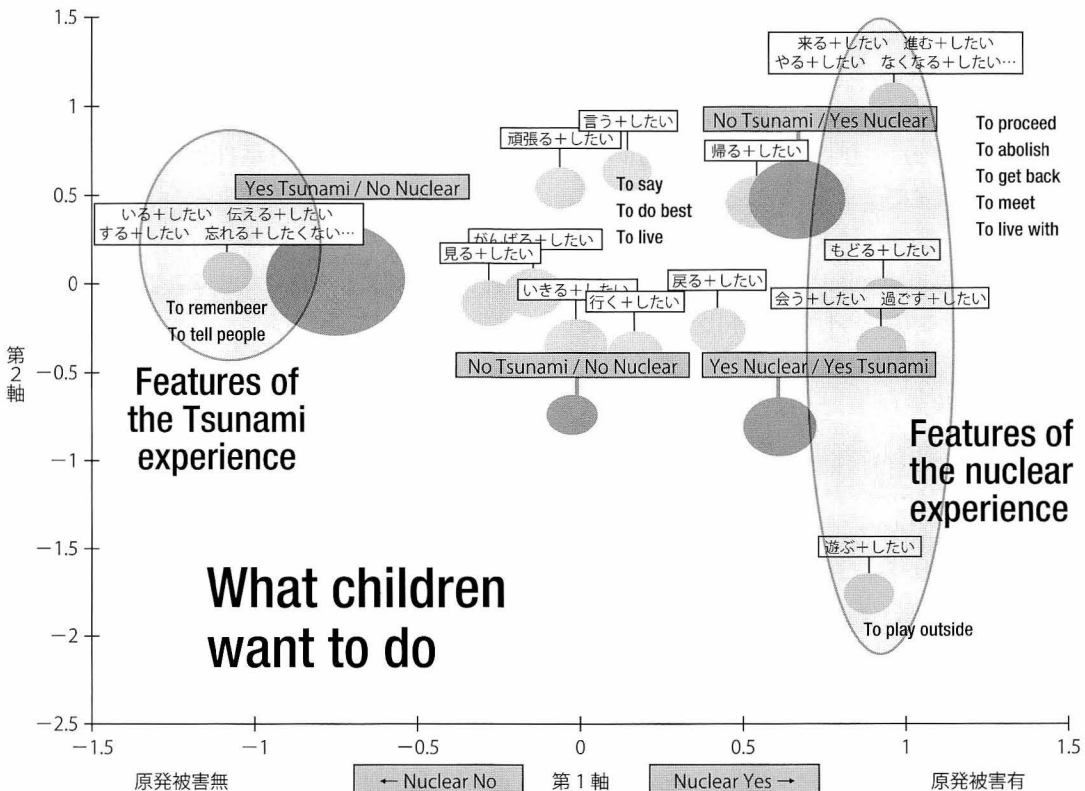 1.5
来る＋したい 進む＋したい
やる＋したい なくなる＋したい…
1
言う＋したい
頑張る＋したい
No Tsunami / Yes Nuclear
帰る＋したい
To proceed
To abolish
To get back
To meet
To live with
0.5
Yes Tsunami / No Nuclear
To say
To do best
To live
いる＋したい 伝える＋したい
する＋したい 忘れる＋したくない…
がんばる＋したい
見る＋したい
もどる＋したい
0
いきる＋したい
行く＋したい
戻る＋したい
会う＋したい 過ごす＋したい
To remenbeer
To tell people
第2軸
−0.5
No Tsunami / No Nuclear
Yes Nuclear / Yes Tsunami
Features of
the Tsunami
experience
−1
Features of
the nuclear
experience
−1.5
遊ぶ＋したい
What children
want to do
−2
To play outside
−2.5
−1.5
−1
−0.5
0
0.5
1
1.5
原発被害無
← Nuclear No
第1軸
Nuclear Yes →
原発被害有